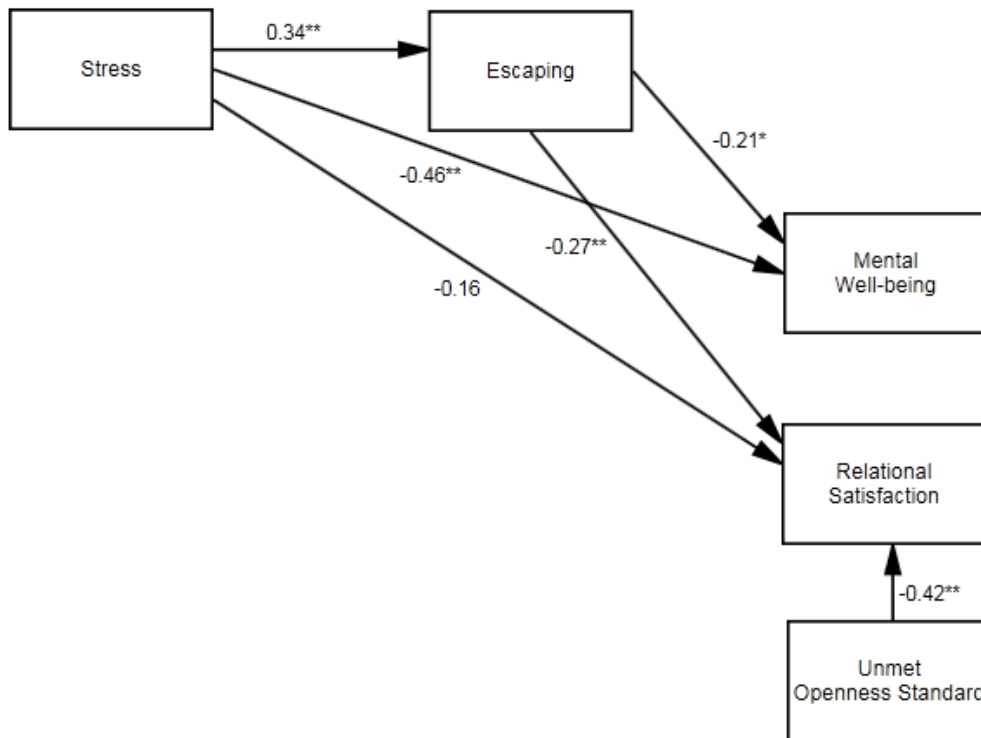 0.34**
Stress
Escaping
-0.21*
-0.46**
-0.27**
Mental
Well-being
-0.16
Relational
Satisfaction
-0.42**
Unmet
Openness Standard